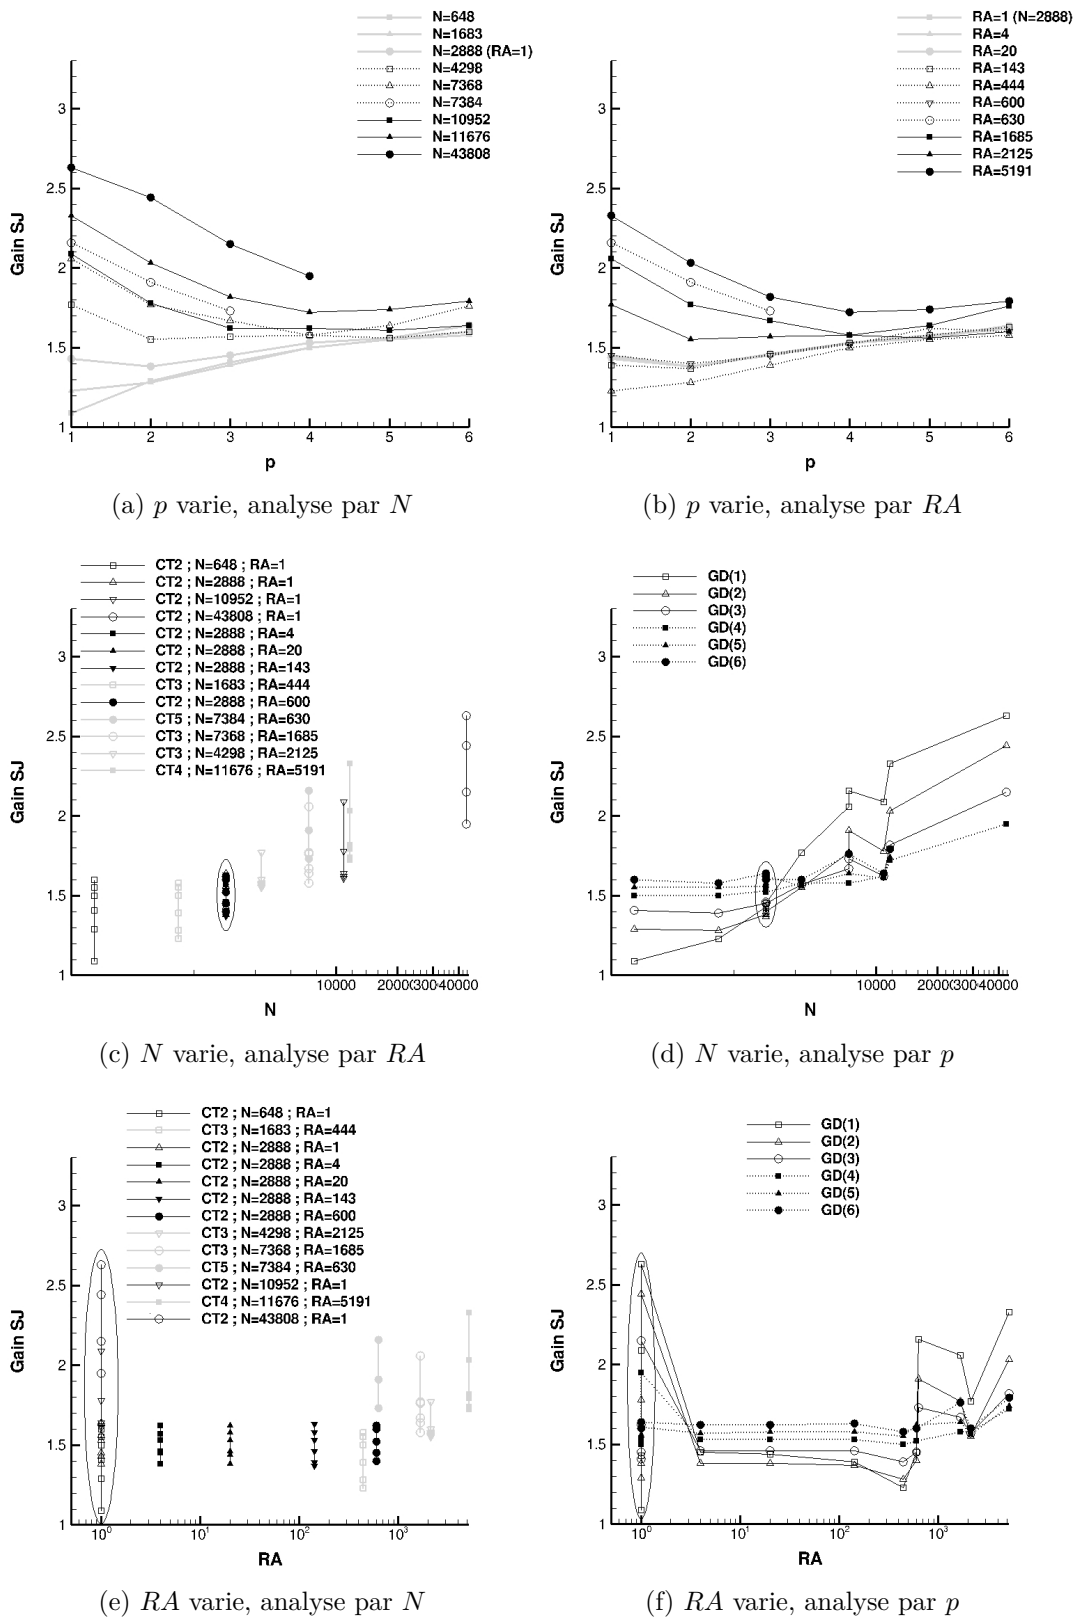 N=648
N=1683
N=2888 (RA=1)
N=4298
N=7368
N=7384
N=10952
N=11676
N=43808
3
2.5
2
1.5
1
Gain SJ
1 2 3 4 5 6
p
(a) p varie, analyse par N
RA=1 (N=2888)
RA=4
RA=20
RA=143
RA=444
RA=600
RA=630
RA=1685
RA=2125
RA=5191
3
2.5
2
1.5
1
Gain SJ
1 2 3 4 5 6
p
(b) p varie, analyse par RA
CT2 ; N=648 ; RA=1
CT2 ; N=2888 ; RA=1
CT2 ; N=10952 ; RA=1
CT2 ; N=43808 ; RA=1
CT2 ; N=2888 ; RA=4
CT2 ; N=2888 ; RA=20
CT2 ; N=2888 ; RA=143
CT3 ; N=1683 ; RA=444
CT2 ; N=2888 ; RA=600
CT5 ; N=7384 ; RA=630
CT3 ; N=7368 ; RA=1685
CT3 ; N=4298 ; RA=2125
CT4 ; N=11676 ; RA=5191
3
2.5
2
1.5
1
Gain SJ
10000 20000 30000 40000
N
(c) N varie, analyse par RA
GD(1)
GD(2)
GD(3)
GD(4)
GD(5)
GD(6)
3
2.5
2
1.5
1
Gain SJ
10000 20000 30000 40000
N
(d) N varie, analyse par p
CT2 ; N=648 ; RA=1
CT3 ; N=1683 ; RA=444
CT2 ; N=2888 ; RA=1
CT2 ; N=2888 ; RA=4
CT2 ; N=2888 ; RA=20
CT2 ; N=2888 ; RA=143
CT2 ; N=2888 ; RA=600
CT3 ; N=4298 ; RA=2125
CT3 ; N=7368 ; RA=1685
CT5 ; N=7384 ; RA=630
CT2 ; N=10952 ; RA=1
CT4 ; N=11676 ; RA=5191
CT2 ; N=43808 ; RA=1
3
2.5
2
1.5
1
Gain SJ
10⁰ 10¹ 10² 10³
RA
(e) RA varie, analyse par N
GD(1)
GD(2)
GD(3)
GD(4)
GD(5)
GD(6)
3
2.5
2
1.5
1
Gain SJ
10⁰ 10¹ 10² 10³
RA
(f) RA varie, analyse par p